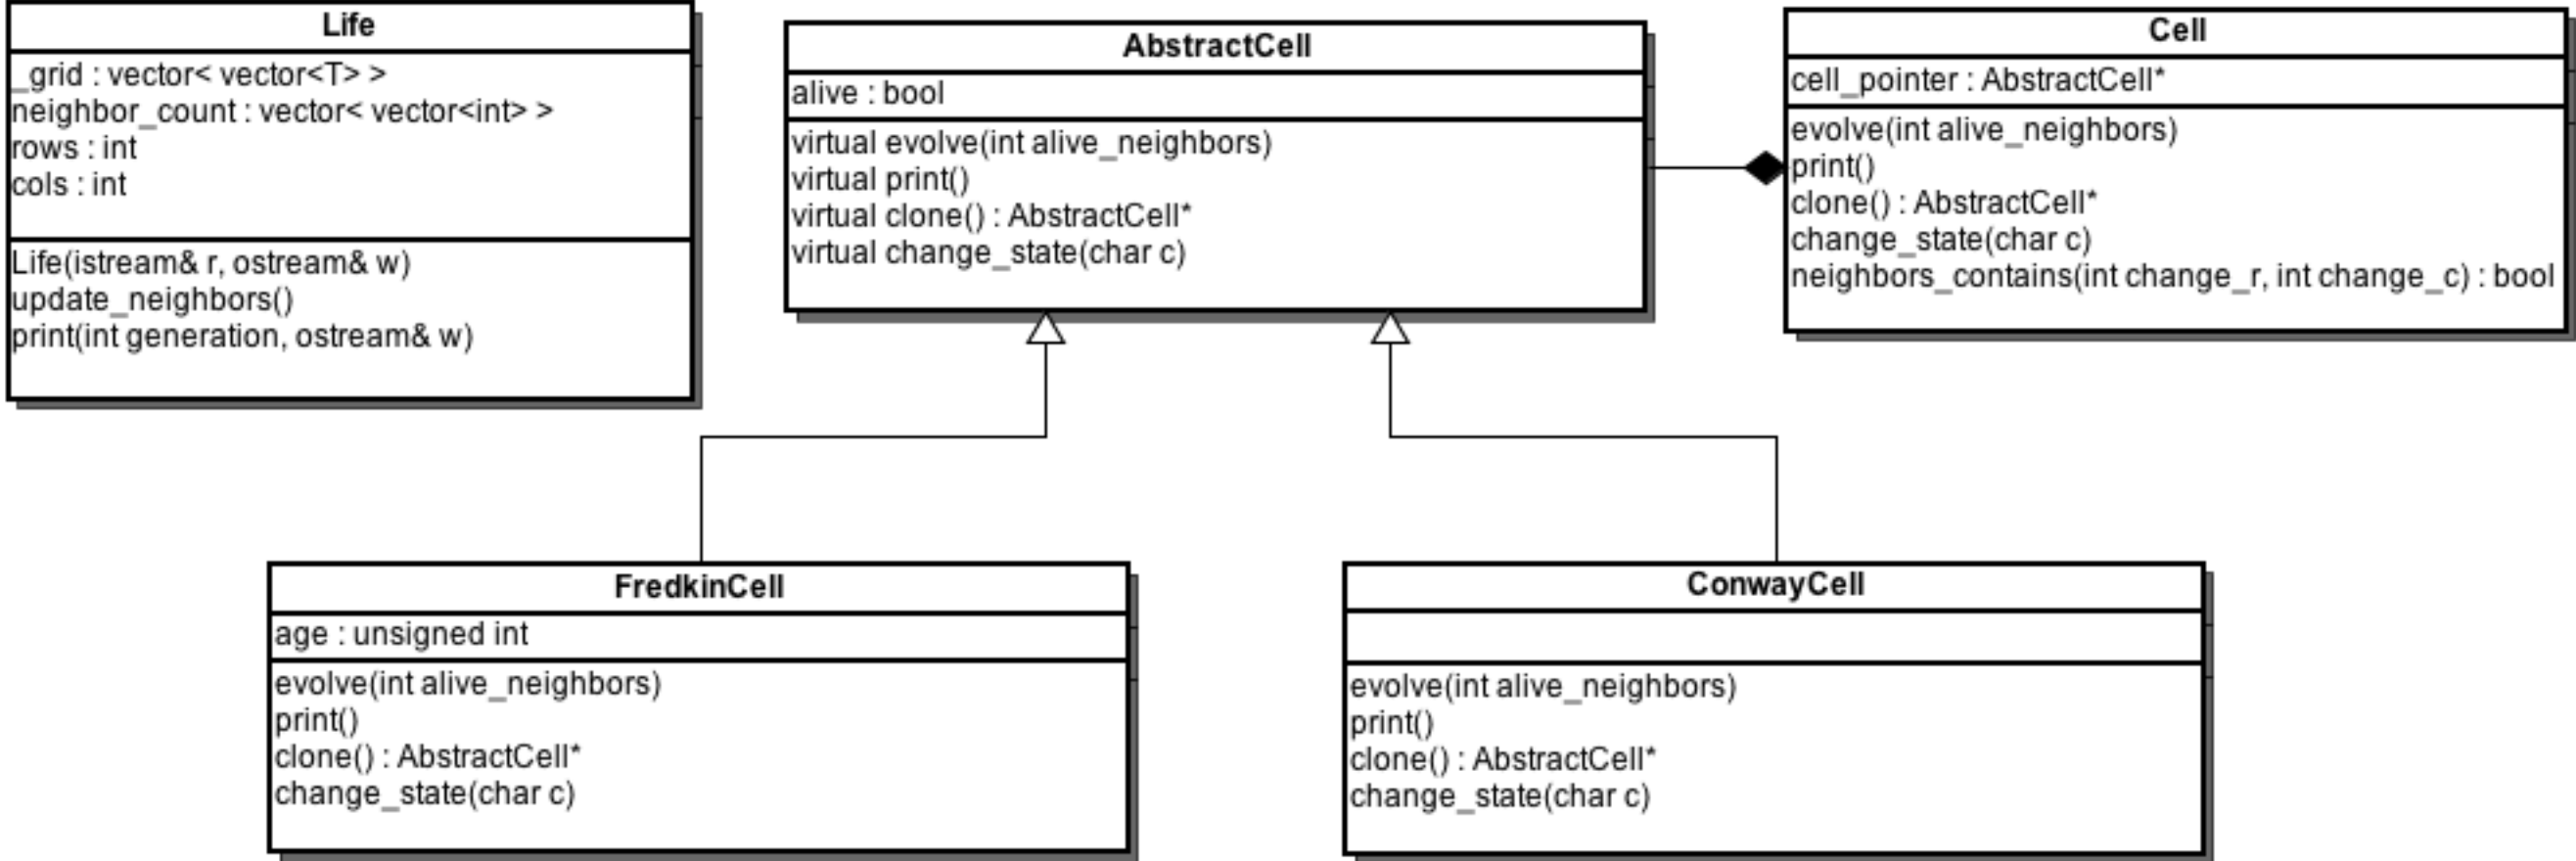 Life
_grid : vector< vector<T> >
neighbor_count : vector< vector<int> >
rows : int
cols : int
Life(istream& r, ostream& w)
update_neighbors()
print(int generation, ostream& w)
AbstractCell
alive : bool
virtual evolve(int alive_neighbors)
virtual print()
virtual clone() : AbstractCell*
virtual change_state(char c)
Cell
cell_pointer : AbstractCell*
evolve(int alive_neighbors)
print()
clone() : AbstractCell*
change_state(char c)
neighbors_contains(int change_r, int change_c) : bool
FredkinCell
age : unsigned int
evolve(int alive_neighbors)
print()
clone() : AbstractCell*
change_state(char c)
ConwayCell
evolve(int alive_neighbors)
print()
clone() : AbstractCell*
change_state(char c)